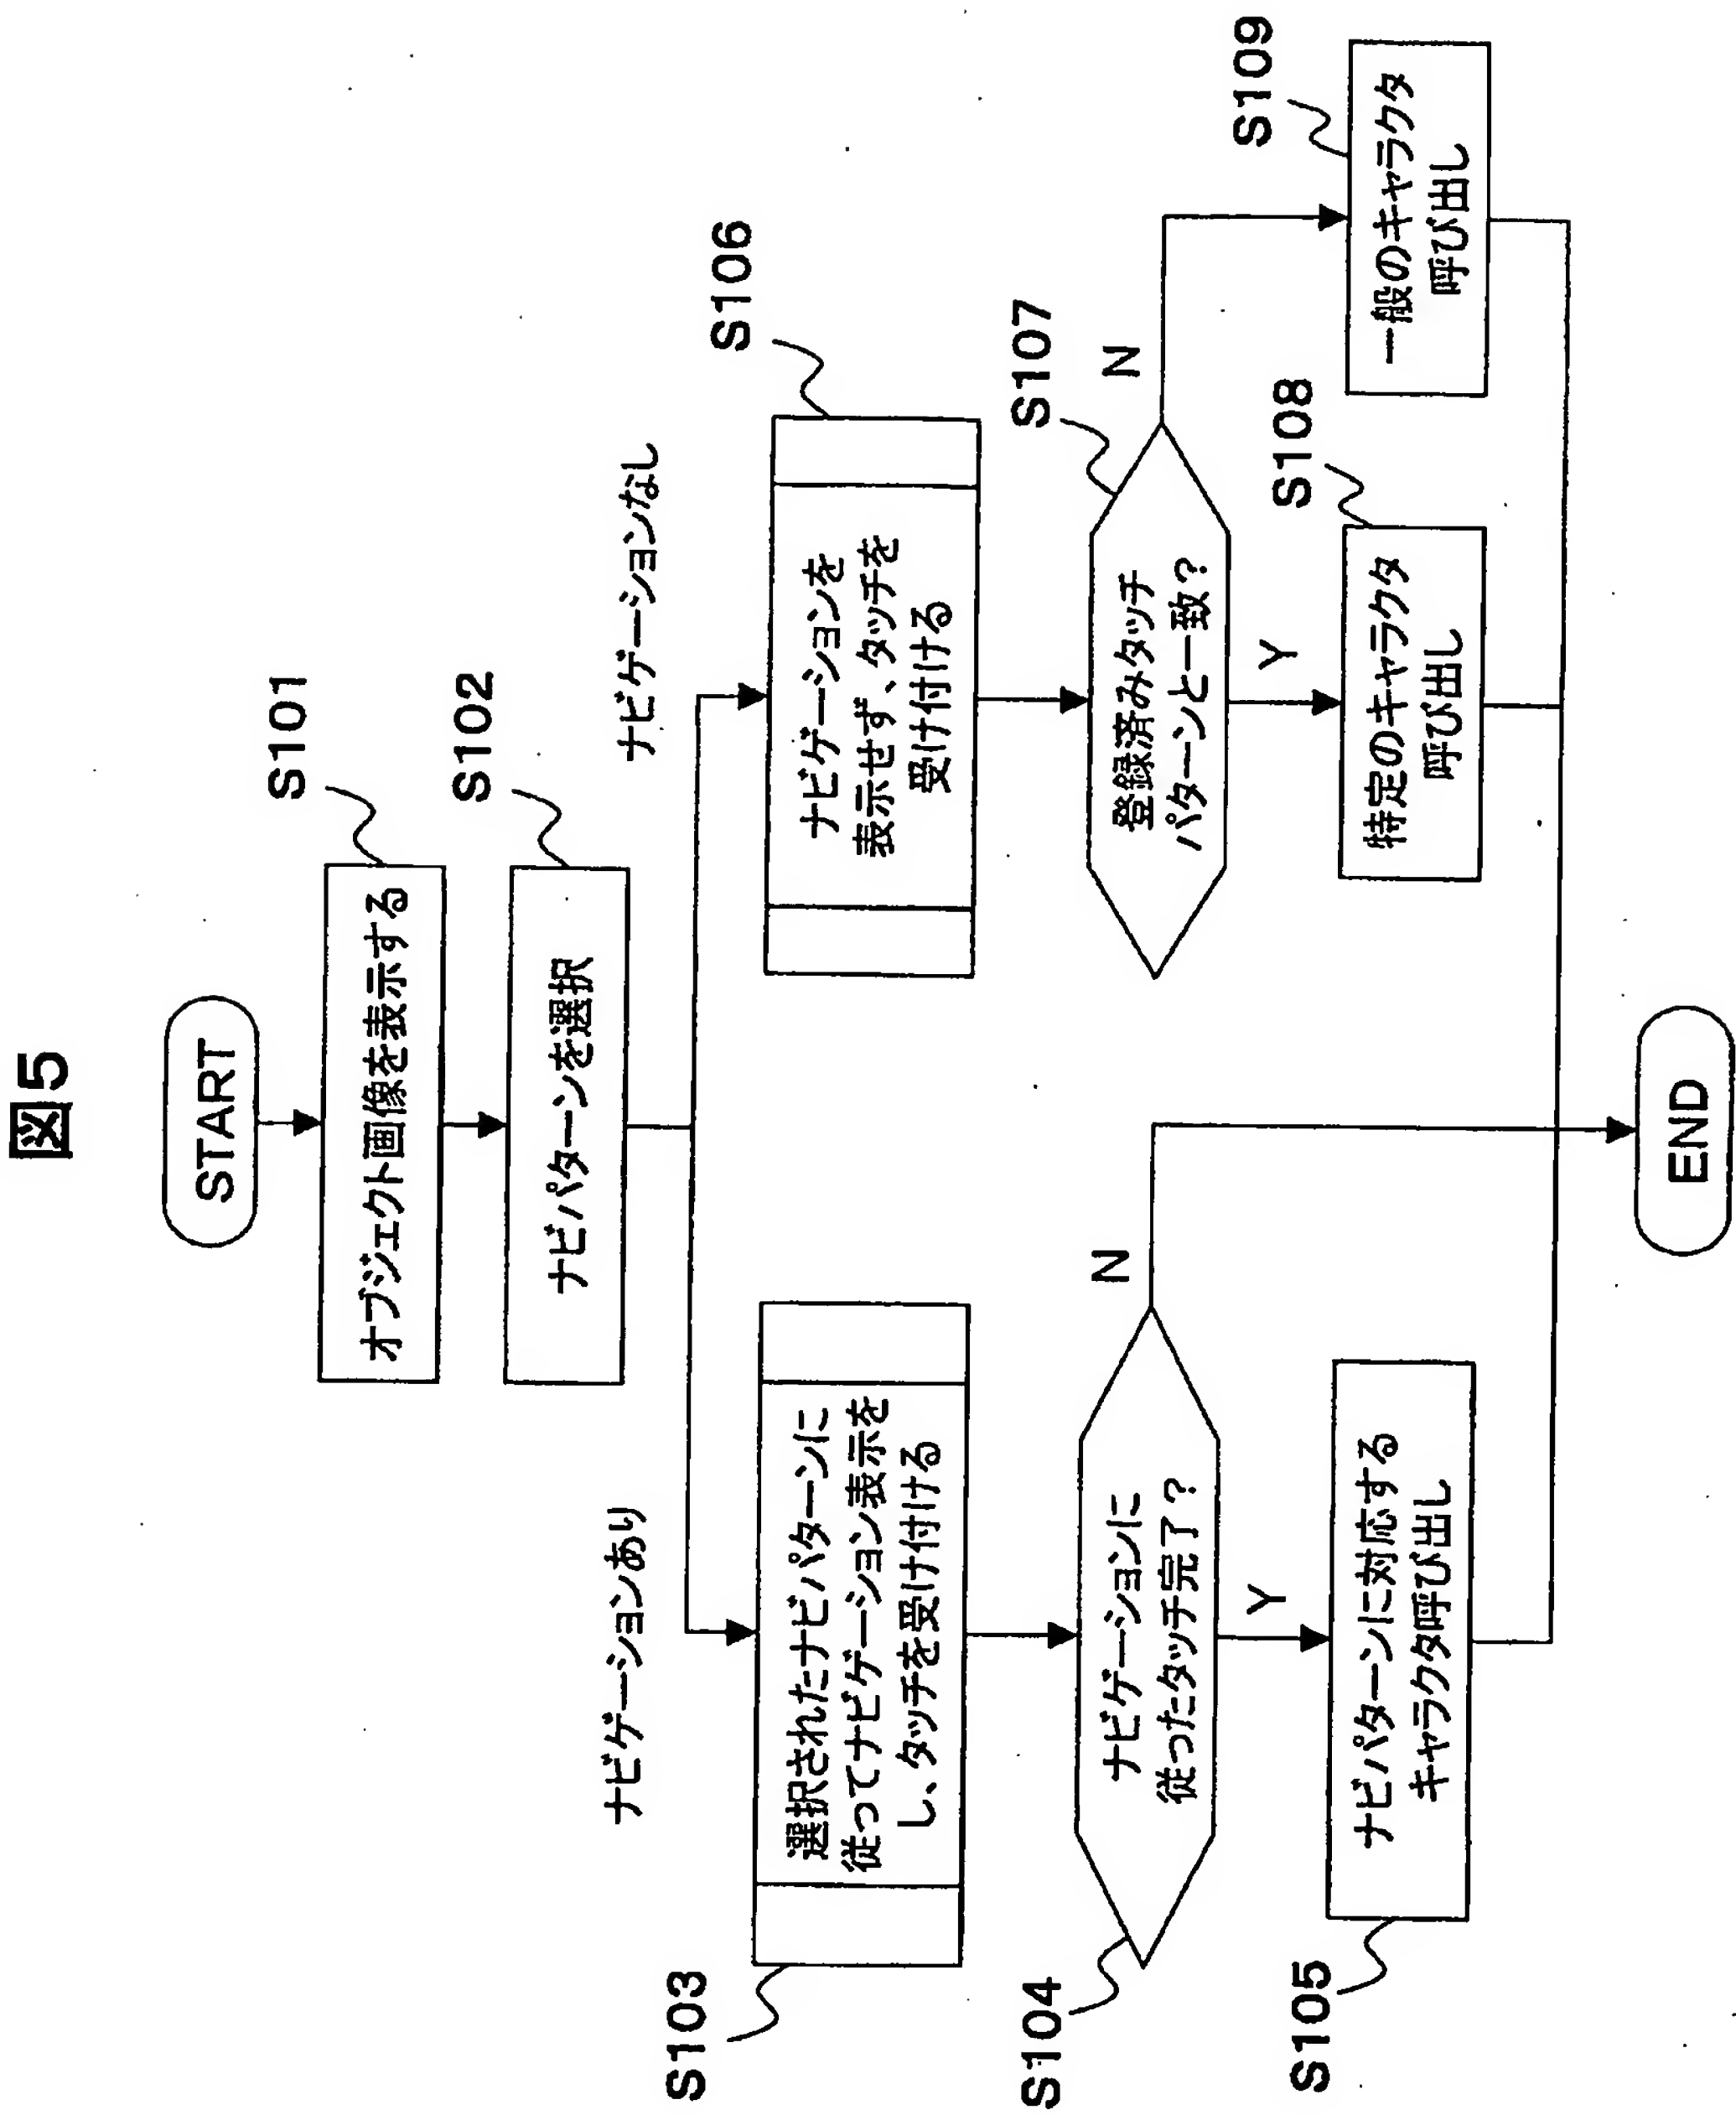 図5
START
S101
オブジェクト画像を表示する
S102
ナビパターンを選択
ナビゲーションあり
ナビゲーションなし
S103
選択されたナビパターンに
従ってナビゲーション表示を
し、タッチを受け付ける
S106
ナビゲーションを
表示せず、タッチを
受け付ける
S104
ナビゲーションに
従ったタッチ完了？
N
Y
S107
登録済みタッチ
パターンと一致？
N
Y
S105
ナビパターンに対応する
キャラクタ呼び出し
S108
特定のキャラクタ
呼び出し
S109
一般のキャラクタ
呼び出し
END